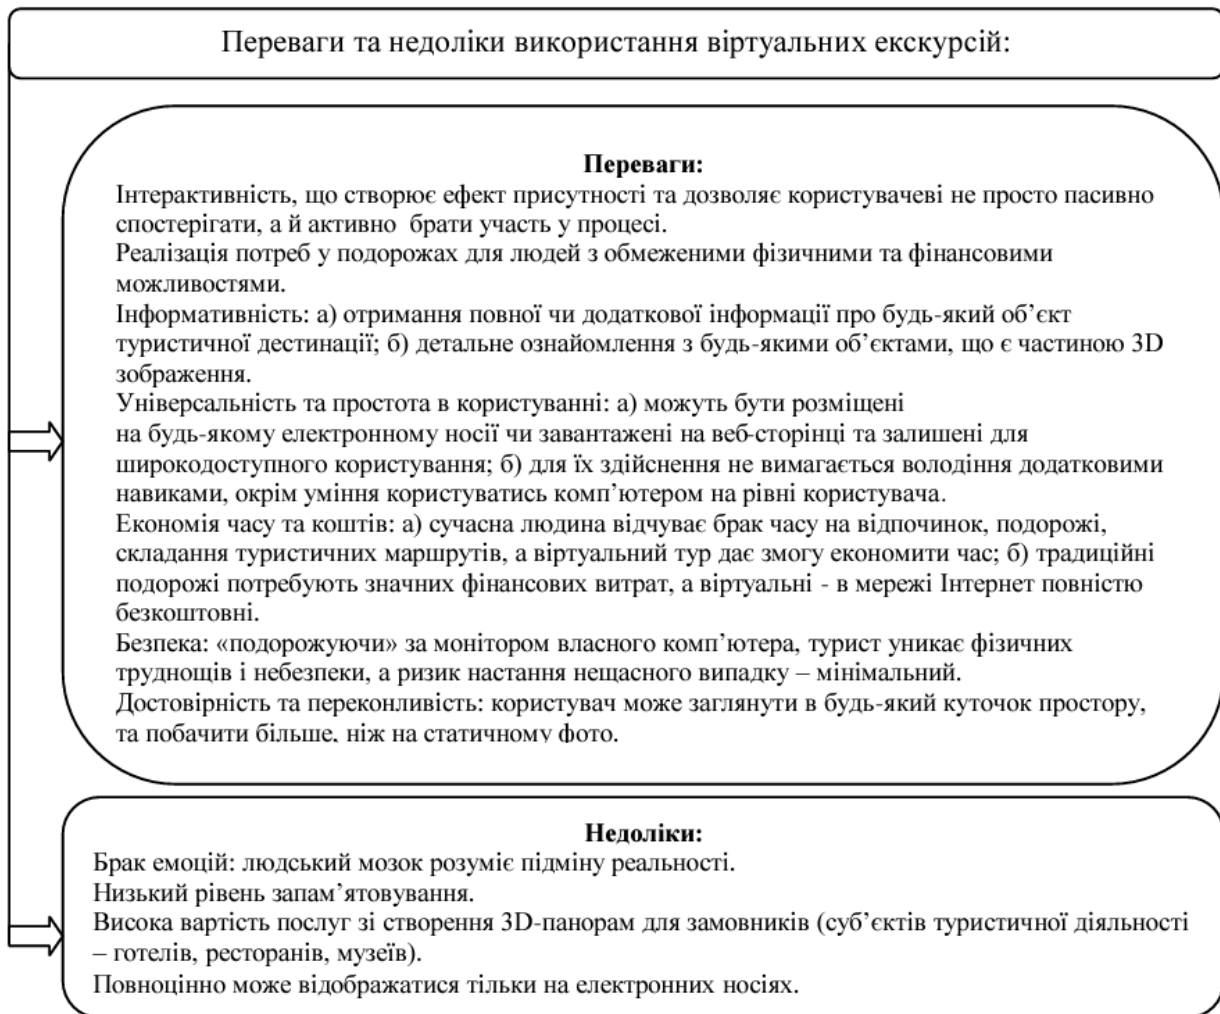 Переваги та недоліки використання віртуальних екскурсій:
Переваги:
Інтерактивність, що створює ефект присутності та дозволяє користувачеві не просто пасивно
спостерігати, а й активно брати участь у процесі.
Реалізація потреб у подорожах для людей з обмеженими фізичними та фінансовими
можливостями.
Інформативність: а) отримання повної чи додаткової інформації про будь-який об’єкт
туристичної дестинації; б) детальне ознайомлення з будь-якими об’єктами, що є частиною 3D
зображення.
Універсальність та простота в користуванні: а) можуть бути розміщені
на будь-якому електронному носії чи завантажені на веб-сторінці та залишені для
широкодоступного користування; б) для їх здійснення не вимагається володіння додатковими
навиками, окрім уміння користуватись комп’ютером на рівні користувача.
Економія часу та коштів: а) сучасна людина відчуває брак часу на відпочинок, подорожі,
складання туристичних маршрутів, а віртуальний тур дає змогу економити час; б) традиційні
подорожі потребують значних фінансових витрат, а віртуальні - в мережі Інтернет повністю
безкоштовні.
Безпека: «подорожуючи» за монітором власного комп’ютера, турист уникає фізичних
труднощів і небезпеки, а ризик настання нещасного випадку – мінімальний.
Достовірність та переконливість: користувач може заглянути в будь-який куточок простору,
та побачити більше, ніж на статичному фото.
Недоліки:
Брак емоцій: людський мозок розуміє підміну реальності.
Низький рівень запам’ятовування.
Висока вартість послуг зі створення 3D-панорам для замовників (суб’єктів туристичної діяльності
– готелів, ресторанів, музеїв).
Повноцінно може відображатися тільки на електронних носіях.